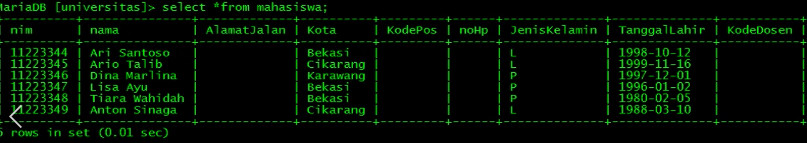 MariaDB [universitas]> select *from mahasiswa;
| nim | nama | AlamatJalan | Kota | KodePos | noHp | JenisKelamin | TanggalLahir | KodeDosen |
| 11223344 | Ari Santoso | | Bekasi | | | L | 1998-10-12 | |
| 11223345 | Ario Talib | | Cikarang | | | L | 1999-11-16 | |
| 11223346 | Dina Marlina | | Karawang | | | P | 1997-12-01 | |
| 11223347 | Lisa Ayu | | Bekasi | | | P | 1996-01-02 | |
| 11223348 | Tiara Wahidah | | Bekasi | | | P | 1980-02-05 | |
| 11223349 | Anton Sinaga | | Cikarang | | | L | 1988-03-10 | |
6 rows in set (0.01 sec)